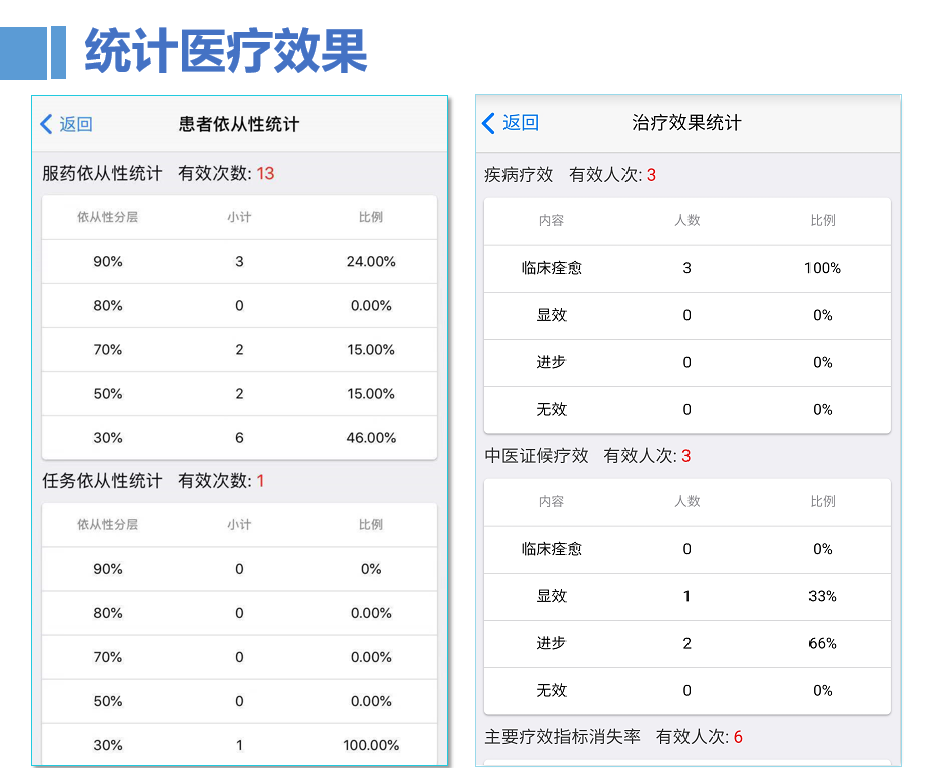 统计医疗效果
返回 患者依从性统计
服药依从性统计 有效次数: 13
依从性分层 小计 比例
90% 3 24.00%
80% 0 0.00%
70% 2 15.00%
50% 2 15.00%
30% 6 46.00%
任务依从性统计 有效次数: 1
依从性分层 小计 比例
90% 0 0%
80% 0 0.00%
70% 0 0.00%
50% 0 0.00%
30% 1 100.00%
返回 治疗效果统计
疾病疗效 有效人次: 3
内容 人数 比例
临床痊愈 3 100%
显效 0 0%
进步 0 0%
无效 0 0%
中医证候疗效 有效人次: 3
内容 人数 比例
临床痊愈 0 0%
显效 1 33%
进步 2 66%
无效 0 0%
主要疗效指标消失率 有效人次: 6